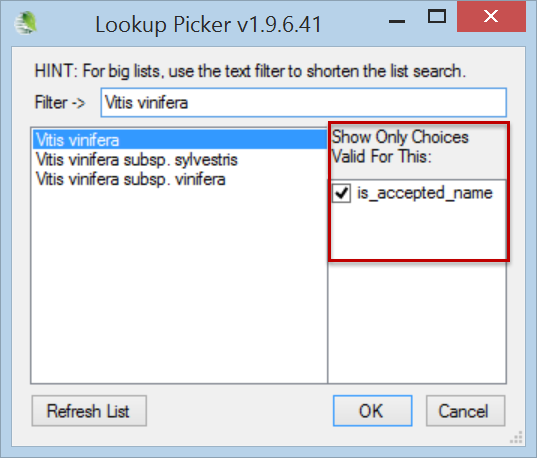 Lookup Picker v1.9.6.41
HINT: For big lists, use the text filter to shorten the list search.
Filter -> Vitis vinifera
Vitis vinifera
Vitis vinifera subsp. sylvestris
Vitis vinifera subsp. vinifera
Show Only Choices
Valid For This:
is_accepted_name
Refresh List
OK
Cancel